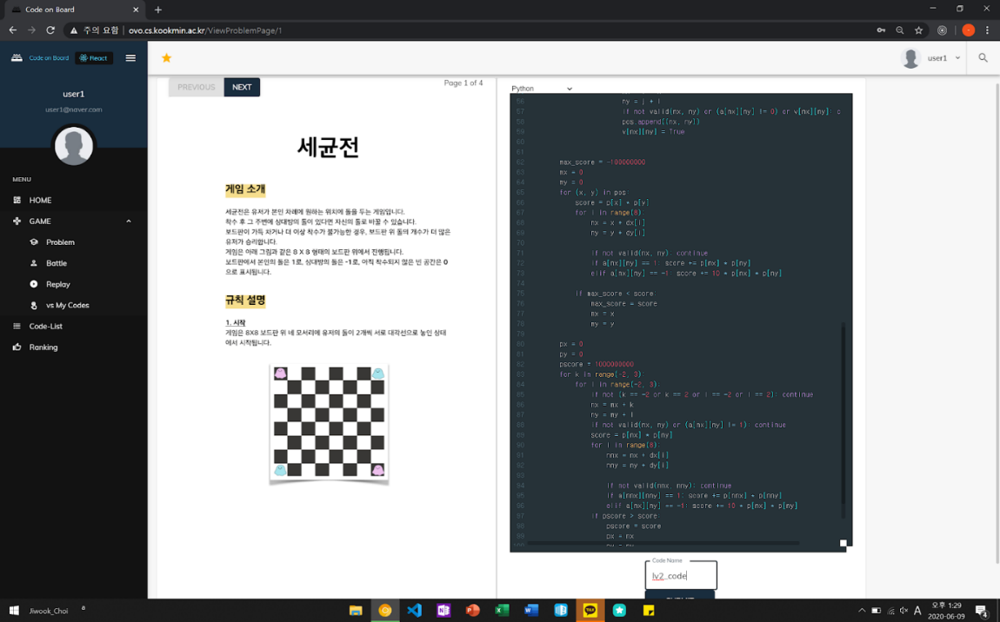 Code on Board
주의 요함
ovo.cs.kookmin.ac.kr/ViewProblemPage/1
Code on Board
React
user1
user1@naver.com
MENU
HOME
GAME
Problem
Battle
Replay
vs My Codes
Code-List
Ranking
user1
PREVIOUS
NEXT
Page 1 of 4
세균전
게임 소개
세균전은 유저가 본인 차례에 원하는 위치에 돌을 두는 게임입니다.
착수 후 그 주변에 상대방의 돌이 있다면 자신의 돌로 바꿀 수 있습니다.
보드판이 가득 차거나 더 이상 착수가 불가능한 경우, 보드판 위 돌의 개수가 더 많은
유저가 승리합니다.
게임은 아래 그림과 같은 8 X 8 형태의 보드판 위에서 진행됩니다.
보드판에서 본인의 돌은 1로, 상대방의 돌은 -1로, 아직 착수되지 않은 빈 공간은 0
으로 표시됩니다.
규칙 설명
1. 시작
게임은 8X8 보드판 위 네 모서리에 유저의 돌이 2개씩 서로 대각선으로 놓인 상태
에서 시작됩니다.
Python
56 ny = j + l
57 if not valid(nx, ny) or (a[nx][ny] != 0) or v[nx][ny]: c
58 pos.append((nx, ny))
59 v[nx][ny] = True
60
61
62 max_score = -100000000
63 mx = 0
64 my = 0
65 for (x, y) in pos:
66 score = p[x] * p[y]
67 for i in range(8):
68 nx = x + dx[i]
69 ny = y + dy[i]
70
71 if not valid(nx, ny): continue
72 if a[nx][ny] == 1: score += p[nx] * p[ny]
73 elif a[nx][ny] == -1: score += 10 * p[nx] * p[ny]
74
75 if max_score < score:
76 max_score = score
77 mx = x
78 my = y
79
80 px = 0
81 py = 0
82 pscore = 1000000000
83 for k in range(-2, 3):
84 for l in range(-2, 3):
85 if not (k == -2 or k == 2 or l == -2 or l == 2): continue
86 nx = mx + k
87 ny = my + l
88 if not valid(nx, ny) or (a[nx][ny] != 1): continue
89 score = p[nx] * p[ny]
90 for i in range(8):
91 nnx = nx + dx[i]
92 nny = ny + dy[i]
93
94 if not valid(nnx, nny): continue
95 if a[nnx][nny] == 1: score += p[nnx] * p[nny]
96 elif a[nx][ny] == -1: score += 10 * p[nx] * p[ny]
97 if pscore > score:
98 pscore = score
99 px = nx
Code Name
lv2_code
Jiwook_Choi
A
오후 1:29
2020-06-09
4